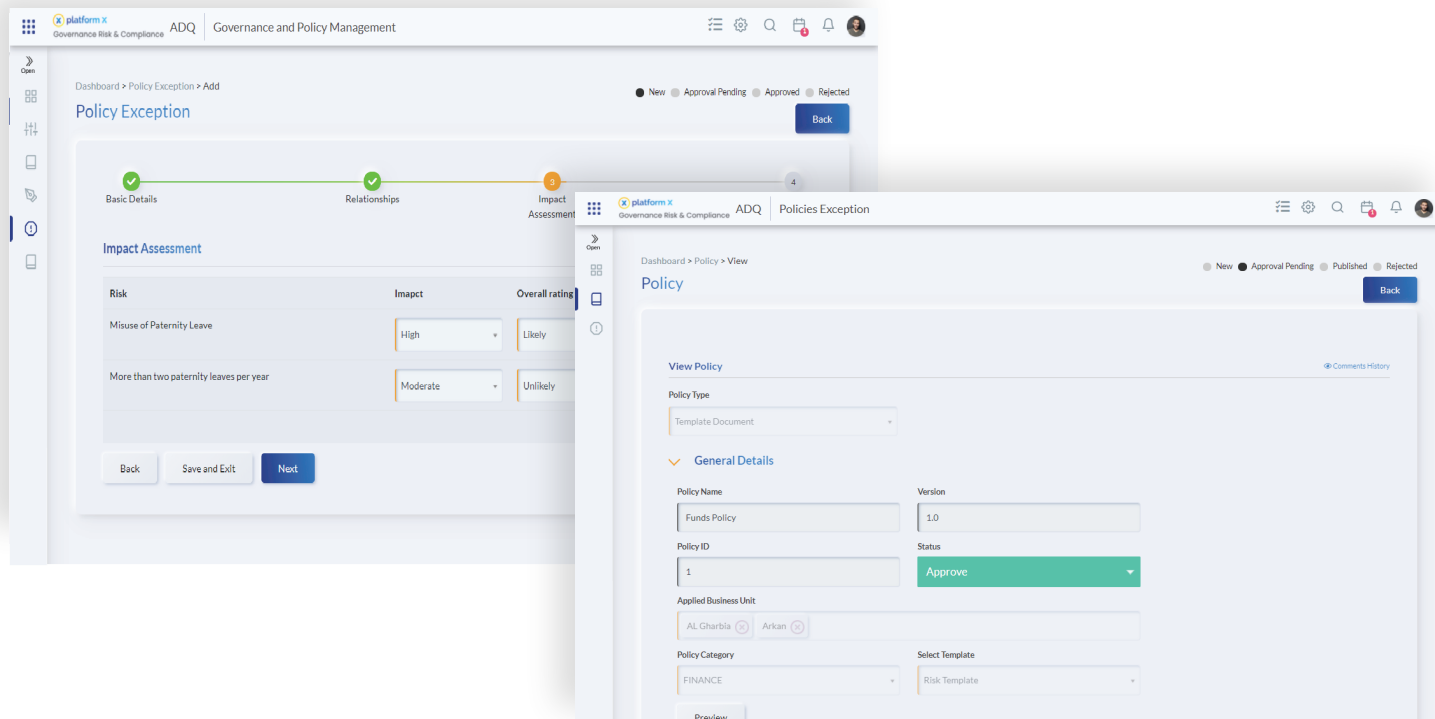 platform X
Governance Risk & Compliance
ADQ
Governance and Policy Management
1
Open
Dashboard > Policy Exception > Add
New
Approval Pending
Approved
Rejected
Policy Exception
Back
3
4
Basic Details
Relationships
Impact
Assessment
Impact Assessment
Risk
Imapct
Overall rating
Misuse of Paternity Leave
High
Likely
More than two paternity leaves per year
Moderate
Unlikely
Back
Save and Exit
Next
platform X
Governance Risk & Compliance
ADQ
Policies Exception
1
Open
Dashboard > Policy > View
New
Approval Pending
Published
Rejected
Policy
Back
View Policy
Comments History
Policy Type
Template Document
General Details
Policy Name
Version
Funds Policy
1.0
Policy ID
Status
1
Approve
Applied Business Unit
AL Gharbia
Arkan
Policy Category
Select Template
FINANCE
Risk Template
Preview